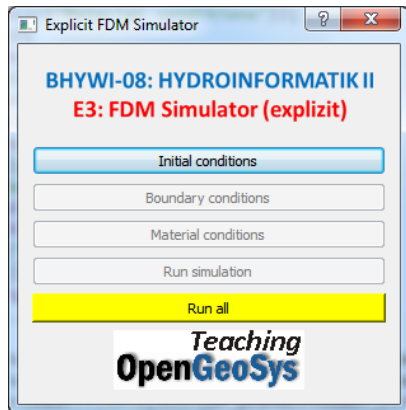 Explicit FDM Simulator
BHYWI-08: HYDROINFORMATIK II
E3: FDM Simulator (explizit)
Initial conditions
Boundary conditions
Material conditions
Run simulation
Run all
Teaching
OpenGeoSys